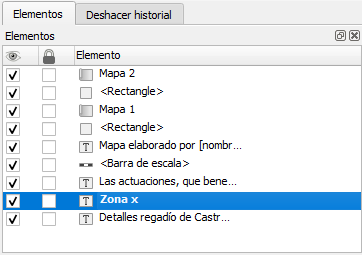 Elementos
Deshacer historial
Elementos
Elemento
Mapa 2
<Rectangle>
Mapa 1
<Rectangle>
Mapa elaborado por [nombr...
<Barra de escala>
Las actuaciones, que bene...
Zona x
Detalles regadío de Castr...